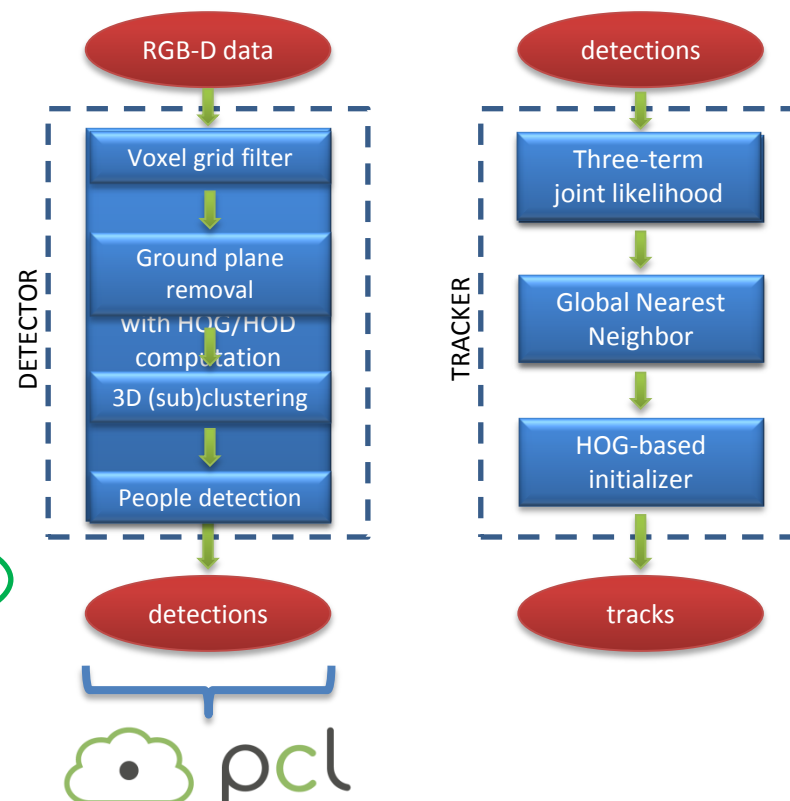 RGB-D data
DETECTOR
Voxel grid filter
Ground plane
removal
with HOG/HOD
computation
3D (sub)clustering
People detection
detections
pcl
detections
TRACKER
Three-term
joint likelihood
Global Nearest
Neighbor
HOG-based
initializer
tracks